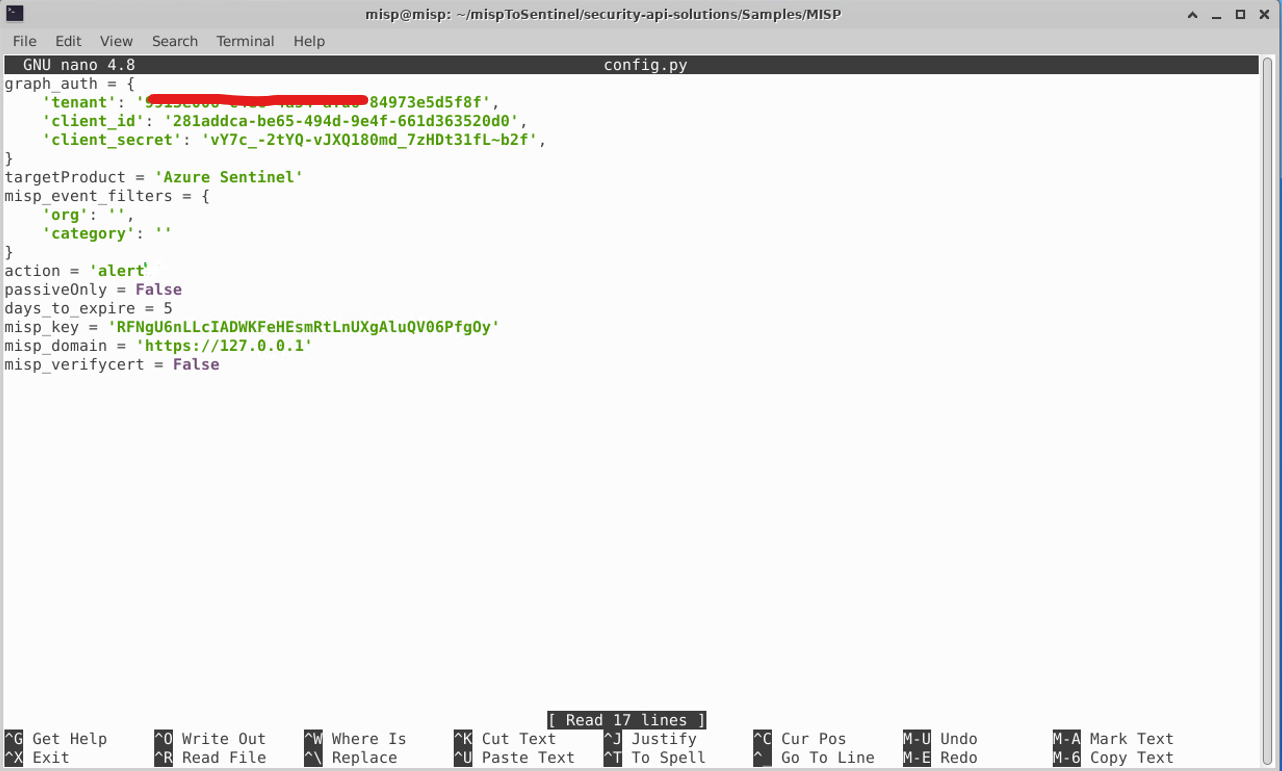 misp@misp: ~/mispToSentinel/security-api-solutions/Samples/MISP
File Edit View Search Terminal Help
GNU nano 4.8 config.py
graph_auth = {
'tenant': ' 84973e5d5f8f',
'client_id': '281addca-be65-494d-9e4f-661d363520d0',
'client_secret': 'vY7c_-2tYQ-vJXQ180md_7zHDt31fL~b2f',
}
targetProduct = 'Azure Sentinel'
misp_event_filters = {
'org': '',
'category': ''
}
action = 'alert'
passiveOnly = False
days_to_expire = 5
misp_key = 'RFNgU6nLLcIADWKFeHEsmRtLnUXgAluQV06PfgOy'
misp_domain = 'https://127.0.0.1'
misp_verifycert = False
[ Read 17 lines ]
^G Get Help ^O Write Out ^W Where Is ^K Cut Text ^J Justify ^C Cur Pos M-U Undo M-A Mark Text
^X Exit ^R Read File ^\ Replace ^U Paste Text ^T To Spell ^_ Go To Line M-E Redo M-6 Copy Text